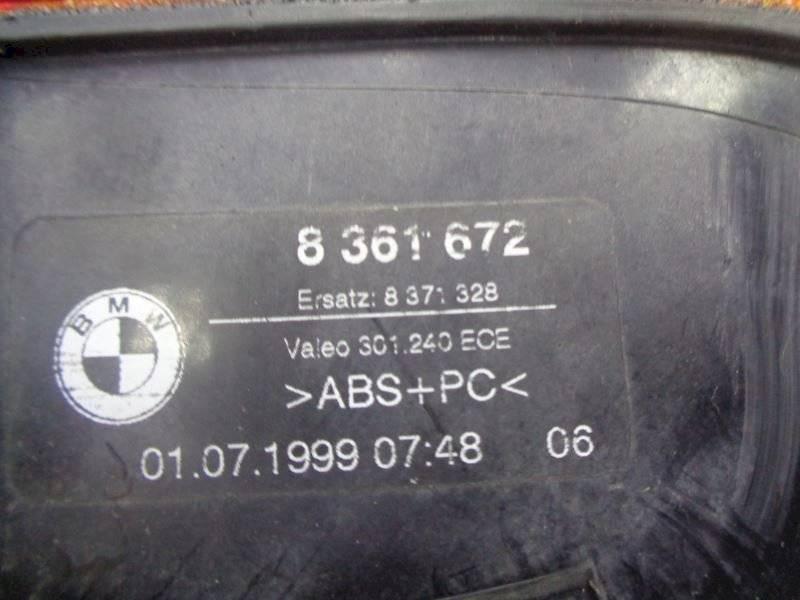 8 361 672
Ersatz: 8 371 328
BMW
Valeo 301.240 ECE
>ABS+PC<
01.07.1999 07:48 06